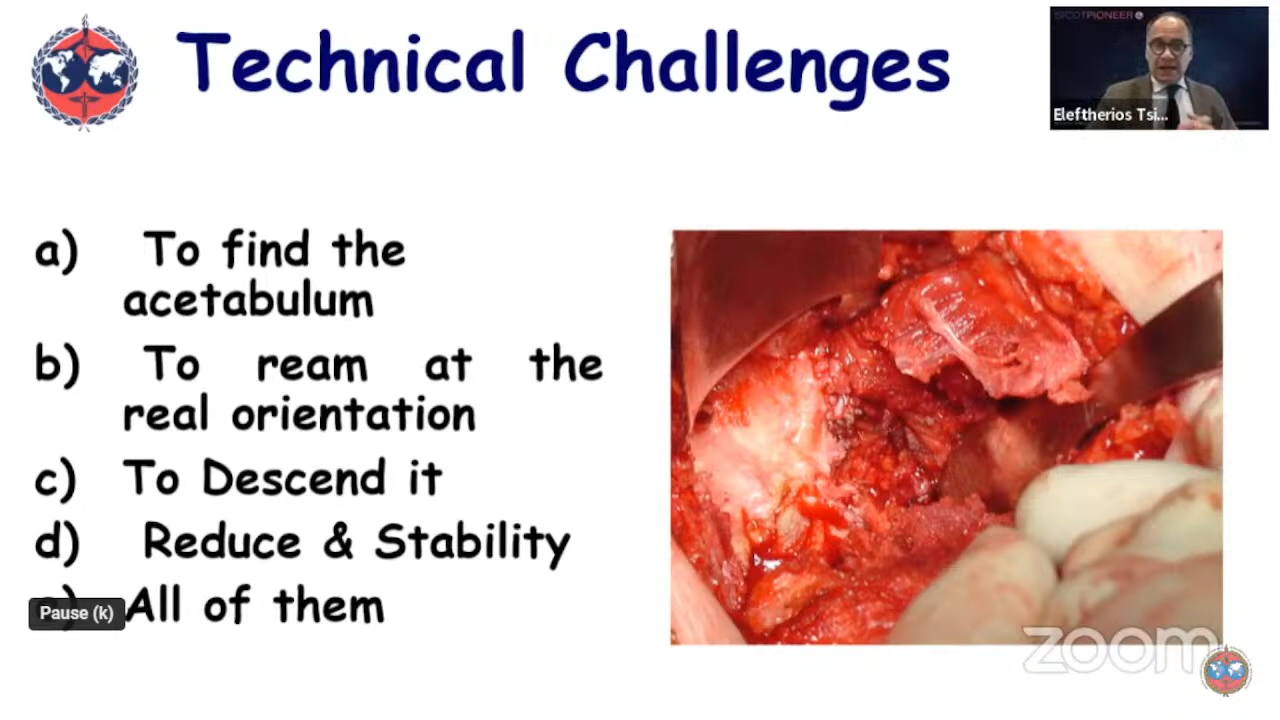 Technical Challenges
SICOT PIONEER
Eleftherios Tsi...
a) To find the
acetabulum
b) To ream at the
real orientation
c) To Descend it
d) Reduce & Stability
All of them
Pause (k)
zoom